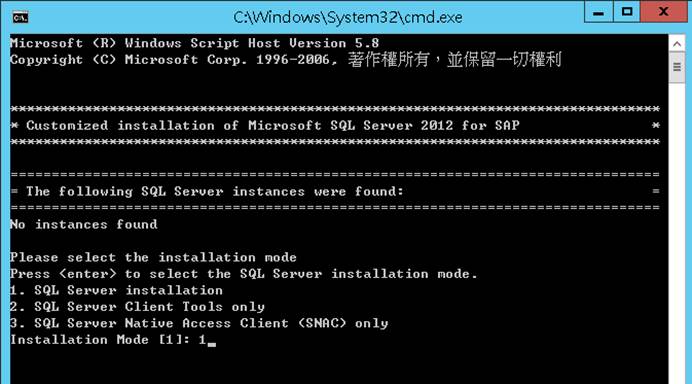 C:\Windows\System32\cmd.exe
Microsoft (R) Windows Script Host Version 5.8
Copyright (C) Microsoft Corp. 1996-2006, 著作權所有，並保留一切權利
*******************************************************************************
* Customized installation of Microsoft SQL Server 2012 for SAP                *
*******************************************************************************
===============================================================================
= The following SQL Server instances were found:                              =
===============================================================================
No instances found
Please select the installation mode
Press <enter> to select the SQL Server installation mode.
1. SQL Server installation
2. SQL Server Client Tools only
3. SQL Server Native Access Client (SNAC) only
Installation Mode [1]: 1_